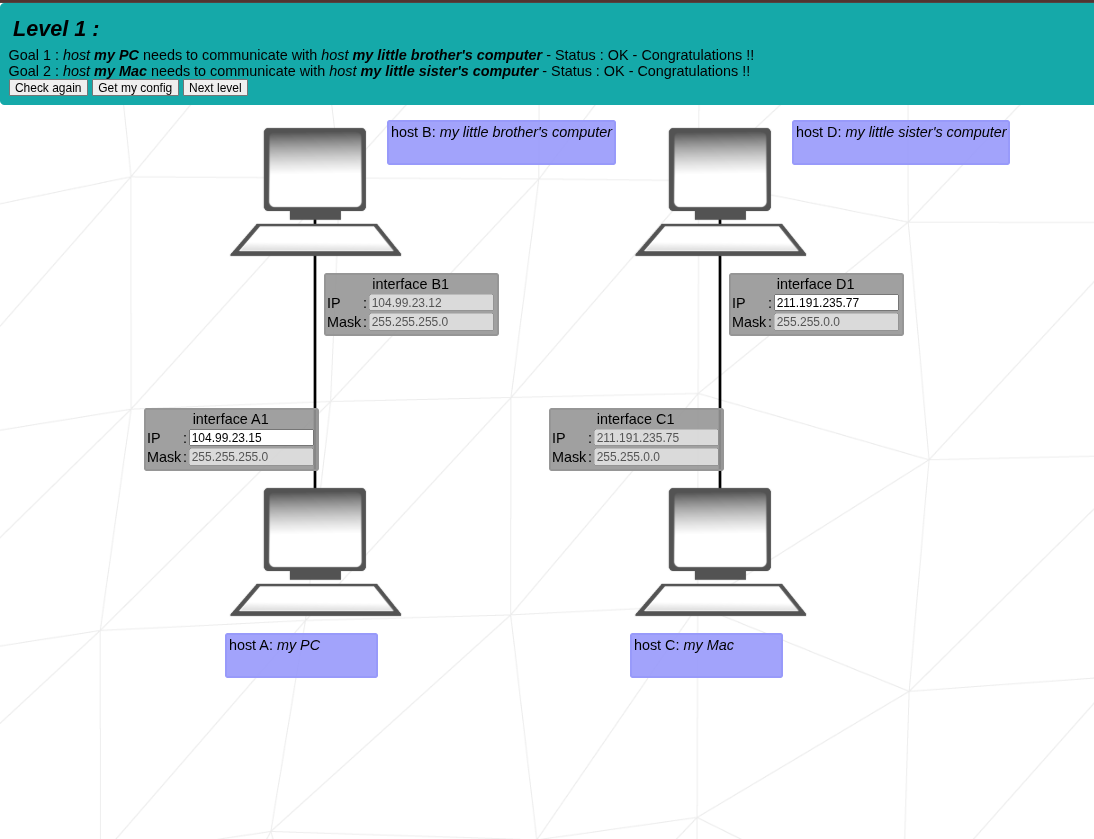 Level 1 :
Goal 1 : host my PC needs to communicate with host my little brother's computer - Status : OK - Congratulations !!
Goal 2 : host my Mac needs to communicate with host my little sister's computer - Status : OK - Congratulations !!
Check again Get my config Next level
host B: my little brother's computer
host D: my little sister's computer
interface B1
IP : 104.99.23.12
Mask : 255.255.255.0
interface D1
IP : 211.191.235.77
Mask : 255.255.0.0
interface A1
IP : 104.99.23.15
Mask : 255.255.255.0
interface C1
IP : 211.191.235.75
Mask : 255.255.0.0
host A: my PC
host C: my Mac